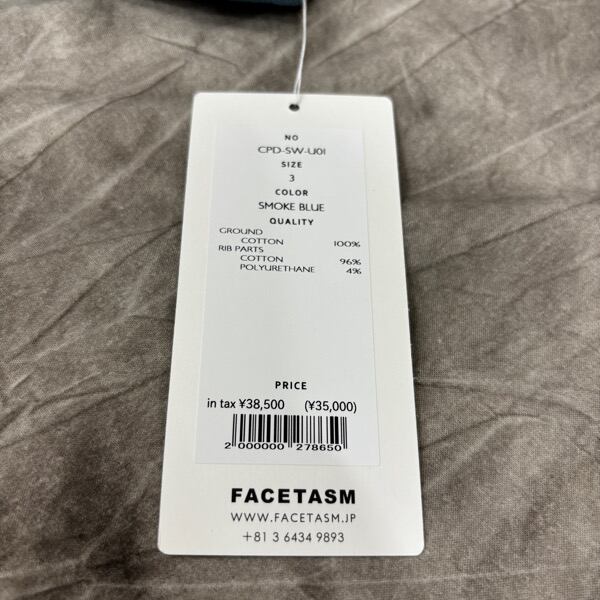 NO
CPD-SW-U01
SIZE
3
COLOR
SMOKE BLUE
QUALITY
GROUND
COTTON 100%
RIB PARTS
COTTON 96%
POLYURETHANE 4%
PRICE
in tax ¥38,500 (¥35,000)
2 000000 278650
FACETASM
WWW.FACETASM.JP
+81 3 6434 9893